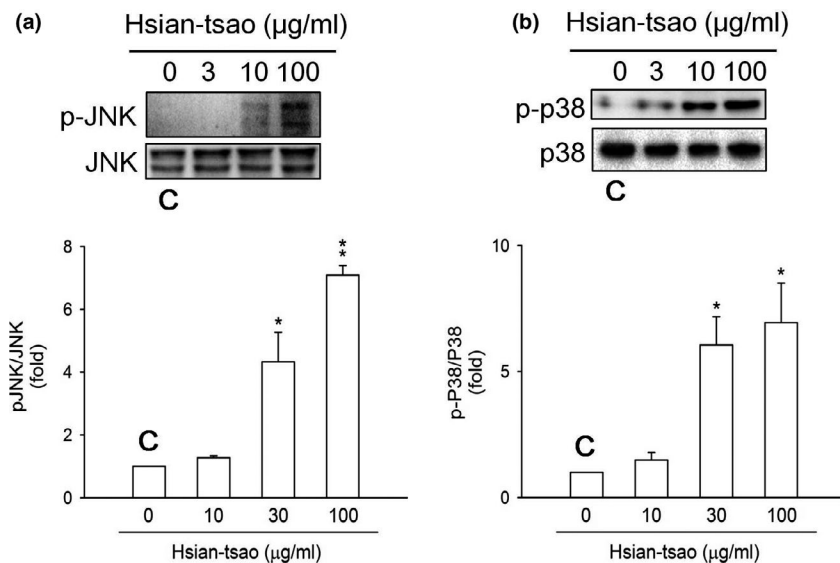 (a)
Hsian-tsao (µg/ml)
0 3 10 100
p-JNK
JNK
C
pJNK/JNK
(fold)
8
6
4
2
0
C
*
*
*
0 10 30 100
Hsian-tsao (µg/ml)
(b)
Hsian-tsao (µg/ml)
0 3 10 100
p-p38
p38
C
p-P38/P38
(fold)
10
5
0
C
*
*
0 10 30 100
Hsian-tsao (µg/ml)